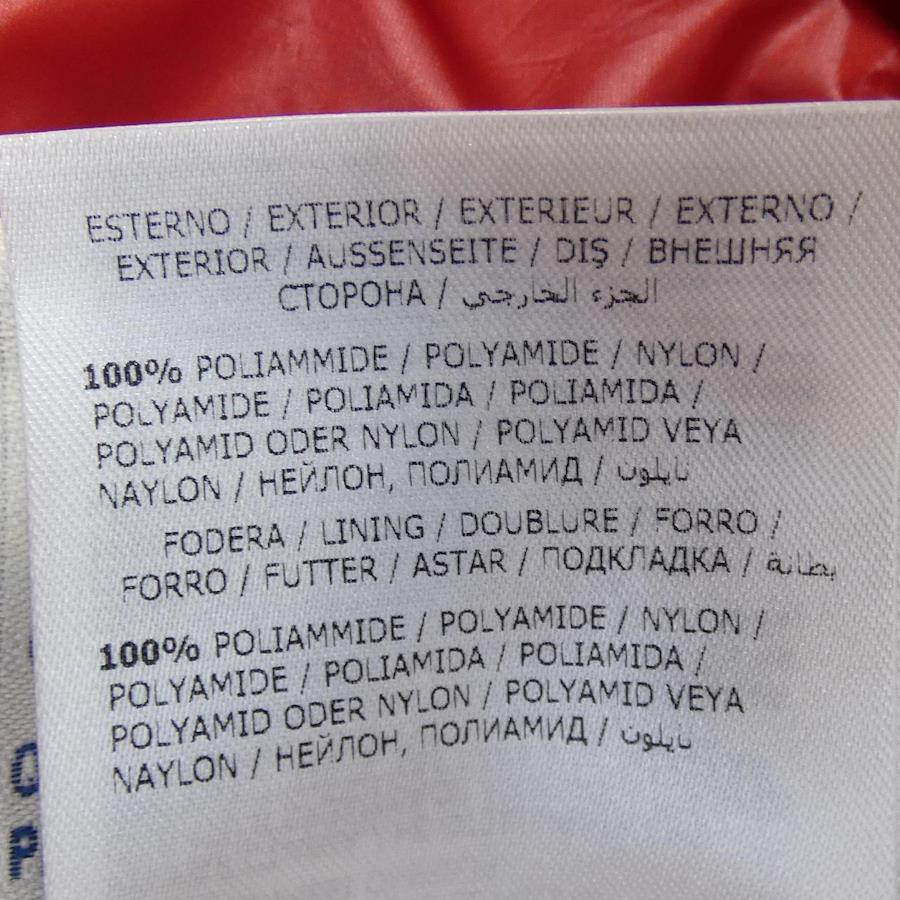 ESTERNO / EXTERIOR / EXTERIEUR / EXTERNO /
EXTERIOR / AUSSENSEITE / DIŞ / ВНЕШНЯЯ
СТОРОНА / الجزء الخارجي
100% POLIAMMIDE / POLYAMIDE / NYLON /
POLYAMIDE / POLIAMIDA / POLIAMIDA /
POLYAMID ODER NYLON / POLYAMID VEYA
NAYLON / НЕЙЛОН, ПОЛИАМИД / نايلون
FODERA / LINING / DOUBLURE / FORRO /
FORRO / FUTTER / ASTAR / ПОДКЛАДКА / بطانة
100% POLIAMMIDE / POLYAMIDE / NYLON /
POLYAMIDE / POLIAMIDA / POLIAMIDA /
POLYAMID ODER NYLON / POLYAMID VEYA
NAYLON / НЕЙЛОН, ПОЛИАМИД / نايلون